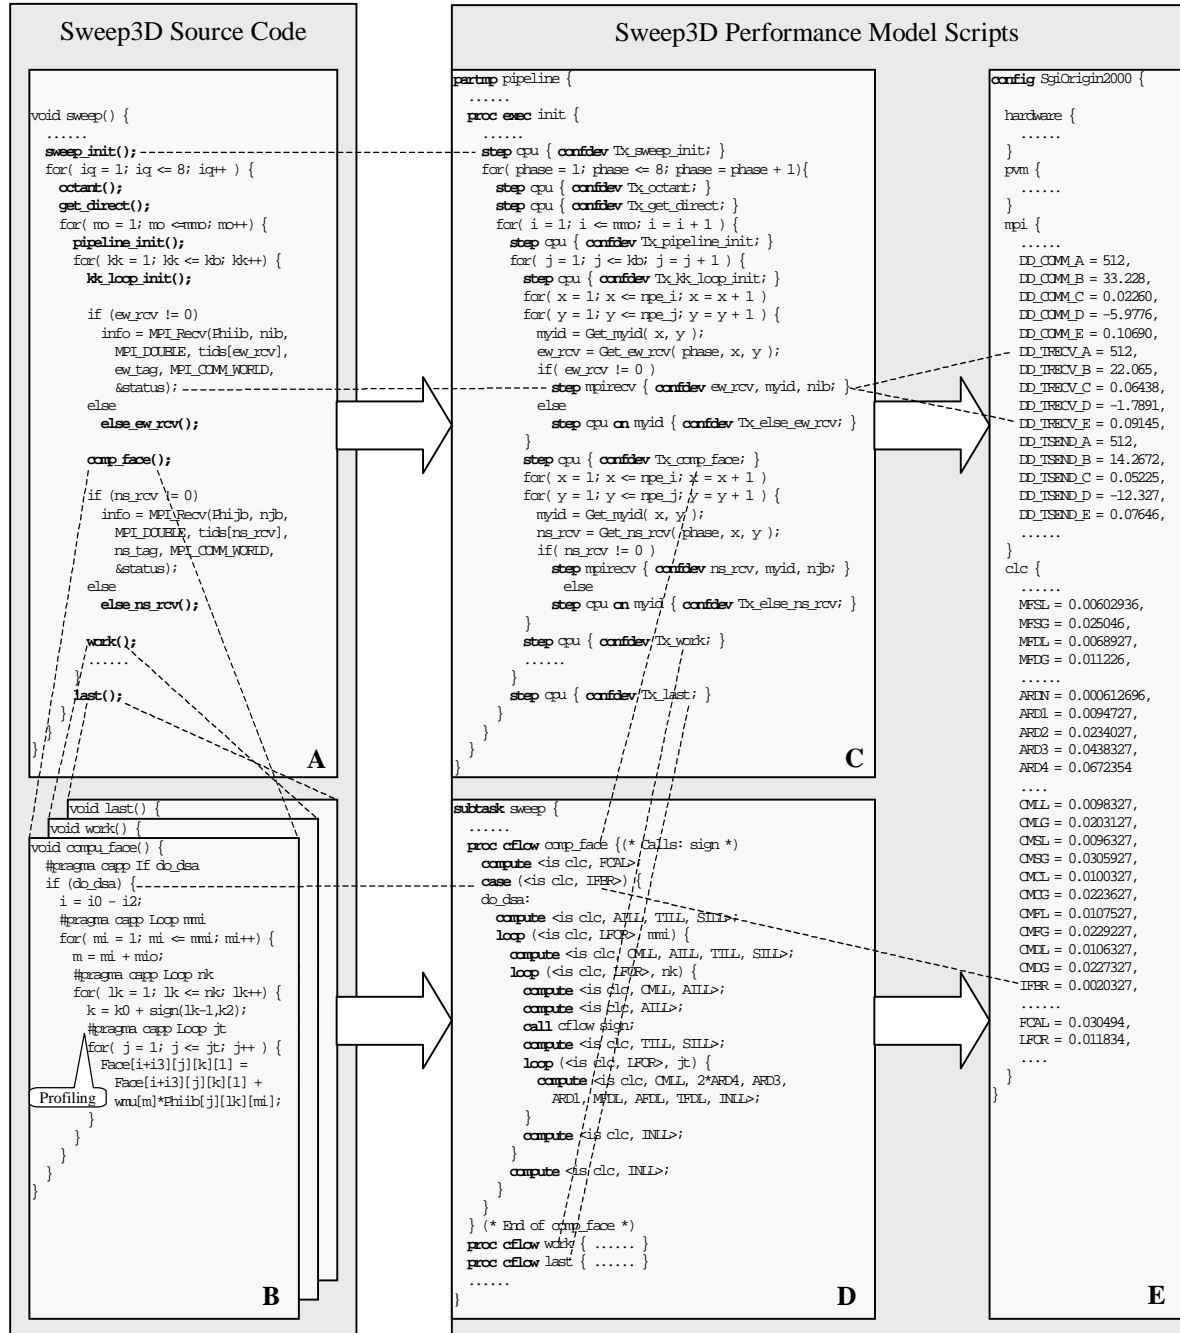 Sweep3D Source Code
void sweep() {
......
sweep_init();
for( iq = 1; iq <= 8; iq++ ) {
octant();
get_direct();
for( mo = 1; mo <=mmo; mo++) {
pipeline_init();
for( kk = 1; kk <= kb; kk++) {
kk_loop_init();
if (ew_rcv != 0)
info = MPI_Recv(Phiib, nib,
MPI_DOUBLE, tids[ew_rcv],
ew_tag, MPI_COMM_WORLD,
&status);
else
else_ew_rcv();
comp_face();
if (ns_rcv != 0)
info = MPI_Recv(Phijb, njb,
MPI_DOUBLE, tids[ns_rcv],
ns_tag, MPI_COMM_WORLD,
&status);
else
else_ns_rcv();
work();
......
}
last();
}
}
}
A
void last() {
void work() {
void compu_face() {
#pragma capp If do_dsa
if (do_dsa) {
i = i0 - i2;
#pragma capp Loop mmi
for( mi = 1; mi <= mmi; mi++) {
m = mi + mio;
#pragma capp Loop nk
for( lk = 1; lk <= nk; lk++) {
k = k0 + sign(lk-1,k2);
#pragma capp Loop jt
for( j = 1; j <= jt; j++ ) {
Face[i+i3][j][k][1] =
Face[i+i3][j][k][1] +
wmu[m]*Phiib[j][lk][mi];
Profiling
}
}
}
}
}
B
Sweep3D Performance Model Scripts
partmp pipeline {
......
proc exec init {
......
step cpu { confdev Tx_sweep_init; }
for( phase = 1; phase <= 8; phase = phase + 1){
step cpu { confdev Tx_octant; }
step cpu { confdev Tx_get_direct; }
for( i = 1; i <= mmo; i = i + 1 ) {
step cpu { confdev Tx_pipeline_init; }
for( j = 1; j <= kb; j = j + 1 ) {
step cpu { confdev Tx_kk_loop_init; }
for( x = 1; x <= npe_i; x = x + 1 )
for( y = 1; y <= npe_j; y = y + 1 ) {
myid = Get_myid( x, y );
ew_rcv = Get_ew_rcv( phase, x, y );
if( ew_rcv != 0 )
step mpirecv { confdev ew_rcv, myid, nib; }
else
step cpu on myid { confdev Tx_else_ew_rcv; }
}
step cpu { confdev Tx_comp_face; }
for( x = 1; x <= npe_i; x = x + 1 )
for( y = 1; y <= npe_j; y = y + 1 ) {
myid = Get_myid( x, y );
ns_rcv = Get_ns_rcv( phase, x, y );
if( ns_rcv != 0 )
step mpirecv { confdev ns_rcv, myid, njb; }
else
step cpu on myid { confdev Tx_else_ns_rcv; }
}
step cpu { confdev Tx_work; }
......
}
step cpu { confdev Tx_last; }
}
}
}
}
C
subtask sweep {
......
proc cflow comp_face {(* Calls: sign *)
compute <is clc, FCAL>;
case (<is clc, IFBR>) {
do_dsa:
compute <is clc, AILL, TILL, SILL>;
loop (<is clc, LFOR>, mmi) {
compute <is clc, CMLL, AILL, TILL, SILL>;
loop (<is clc, LFOR>, nk) {
compute <is clc, CMLL, AILL>;
compute <is clc, AILL>;
call cflow sign;
compute <is clc, TILL, SILL>;
loop (<is clc, LFOR>, jt) {
compute <is clc, CMLL, 2*ARD4, ARD3,
ARD1, MFDL, AFDL, TFDL, INLL>;
}
compute <is clc, INLL>;
}
compute <is clc, INLL>;
}
}
} (* End of comp_face *)
proc cflow work { ...... }
proc cflow last { ...... }
......
}
D
config SgiOrigin2000 {
hardware {
......
}
pvm {
......
}
mpi {
......
DD_COMM_A = 512,
DD_COMM_B = 33.228,
DD_COMM_C = 0.02260,
DD_COMM_D = -5.9776,
DD_COMM_E = 0.10690,
DD_TRECV_A = 512,
DD_TRECV_B = 22.065,
DD_TRECV_C = 0.06438,
DD_TRECV_D = -1.7891,
DD_TRECV_E = 0.09145,
DD_TSEND_A = 512,
DD_TSEND_B = 14.2672,
DD_TSEND_C = 0.05225,
DD_TSEND_D = -12.327,
DD_TSEND_E = 0.07646,
......
}
clc {
......
MFSL = 0.00602936,
MFSG = 0.025046,
MFDL = 0.0068927,
MFDG = 0.011226,
......
ARDN = 0.000612696,
ARD1 = 0.0094727,
ARD2 = 0.0234027,
ARD3 = 0.0438327,
ARD4 = 0.0672354
....
CMLL = 0.0098327,
CMLG = 0.0203127,
CMSL = 0.0096327,
CMSG = 0.0305927,
CMCL = 0.0100327,
CMCG = 0.0223627,
CMFL = 0.0107527,
CMFG = 0.0229227,
CMDL = 0.0106327,
CMDG = 0.0227327,
IFBR = 0.0020327,
......
FCAL = 0.030494,
LFOR = 0.011834,
....
}
}
E